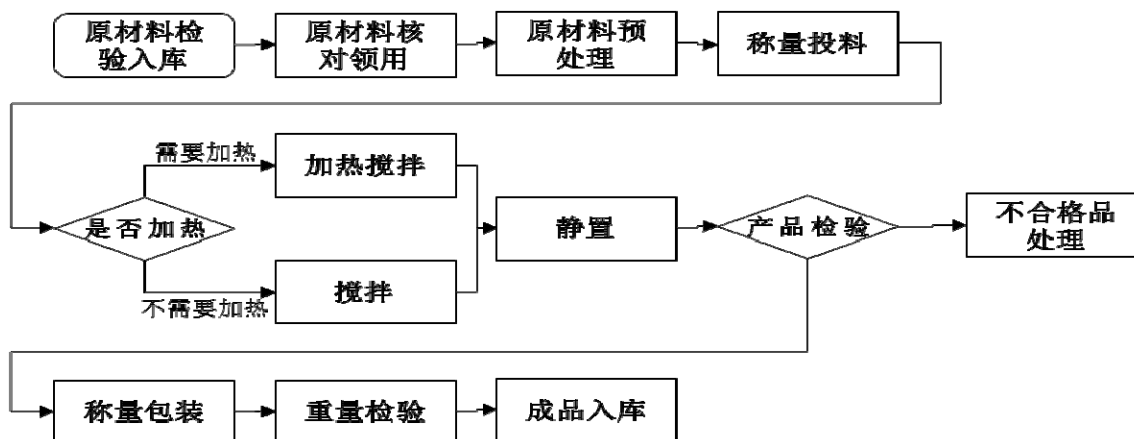 原材料检
验入库
原材料核
对领用
原材料预
处理
称量投料
需要加热
加热搅拌
是否加热
不需要加热
搅拌
静置
产品检验
不合格品
处理
称量包装
重量检验
成品入库